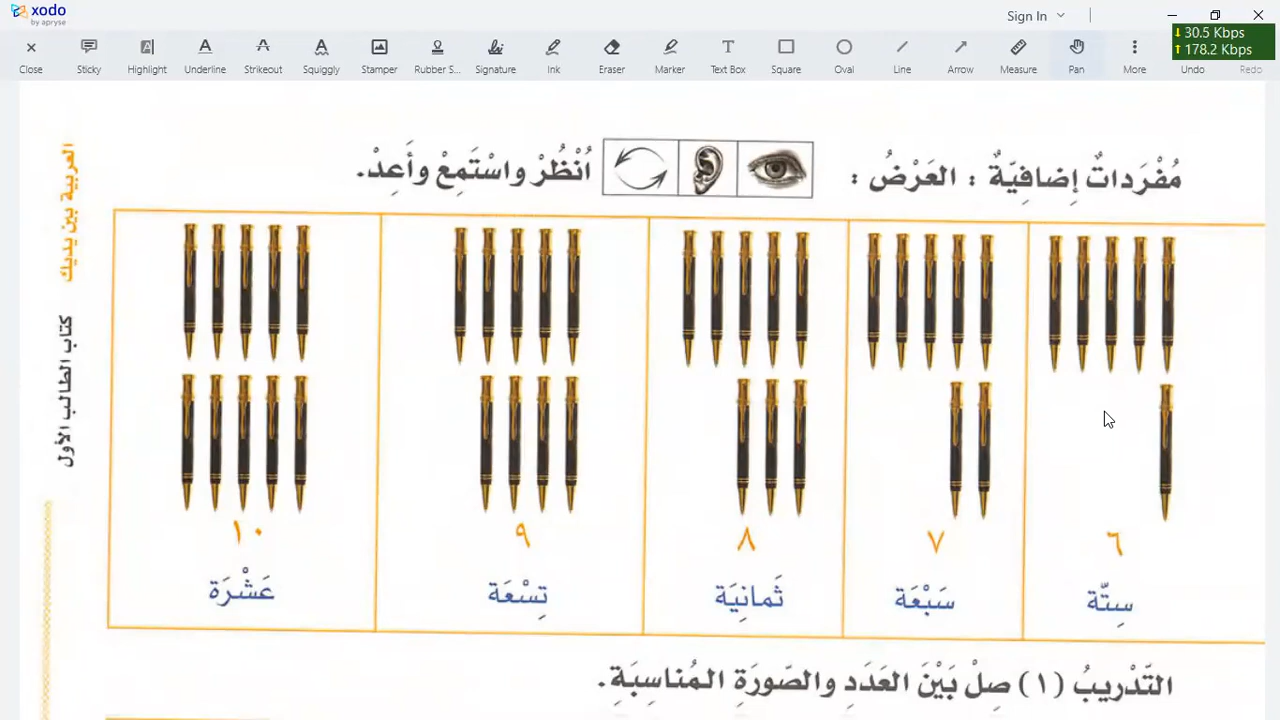 xodo
by apryse
Sign In
30.5 Kbps
178.2 Kbps
Close Sticky Highlight Underline Strikeout Squiggly Stamper Rubber S... Signature Ink Eraser Marker Text Box Square Oval Line Arrow Measure Pan More Undo Redo
مُفْرَداتٌ إِضافِيّةٌ : العَرْضُ : اُنْظُرْ واسْتَمِعْ وأَعِدْ.
٦ ٧ ٨ ٩ ١٠
سِتّة سَبْعَة ثَمانِيَة تِسْعَة عَشْرَة
التّدْرِيبُ (١) صِلْ بَيْنَ العَدَدِ والصّورَةِ المُناسِبَةِ.
العربية بين يديك
كتاب الطالب الأول